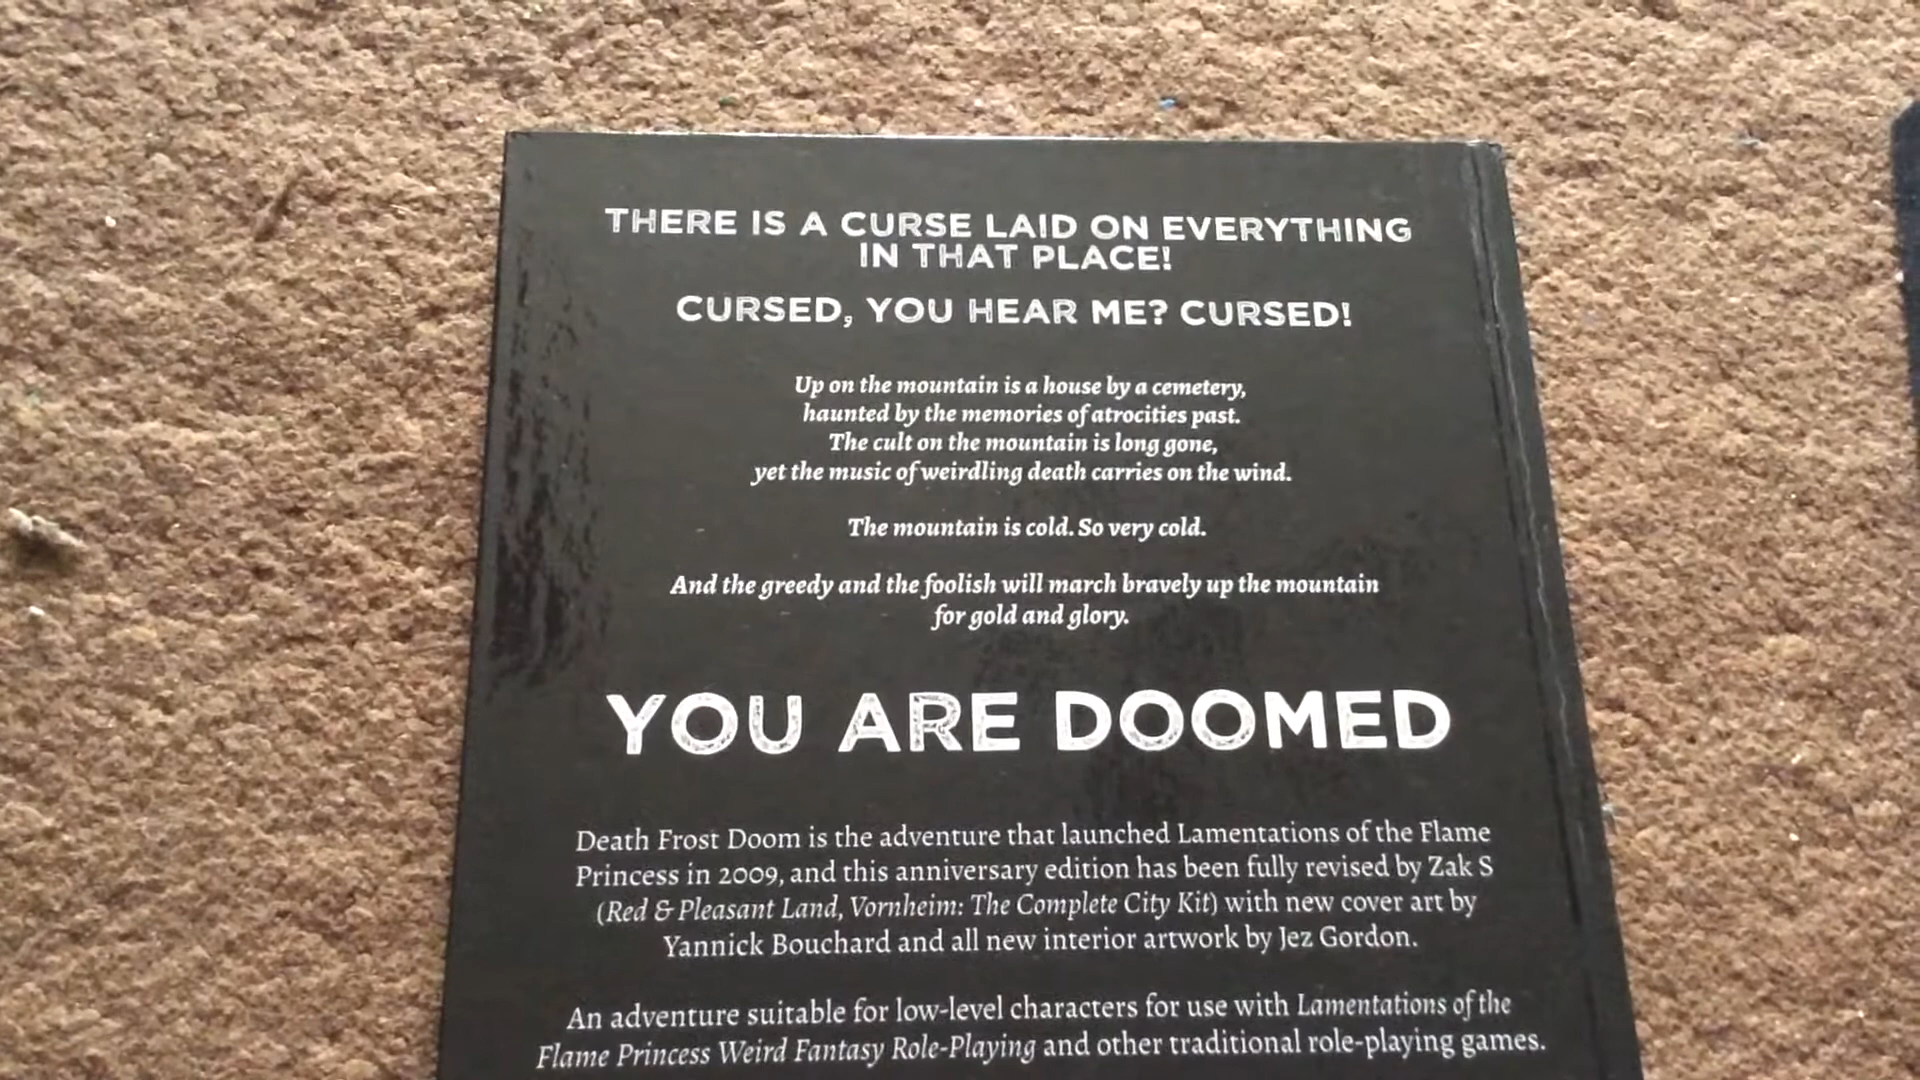 THERE IS A CURSE LAID ON EVERYTHING
IN THAT PLACE!
CURSED, YOU HEAR ME? CURSED!
Up on the mountain is a house by a cemetery,
haunted by the memories of atrocities past.
The cult on the mountain is long gone,
yet the music of weirdling death carries on the wind.
The mountain is cold. So very cold.
And the greedy and the foolish will march bravely up the mountain
for gold and glory.
YOU ARE DOOMED
Death Frost Doom is the adventure that launched Lamentations of the Flame
Princess in 2009, and this anniversary edition has been fully revised by Zak S
(Red & Pleasant Land, Vornheim: The Complete City Kit) with new cover art by
Yannick Bouchard and all new interior artwork by Jez Gordon.
An adventure suitable for low-level characters for use with Lamentations of the
Flame Princess Weird Fantasy Role-Playing and other traditional role-playing games.